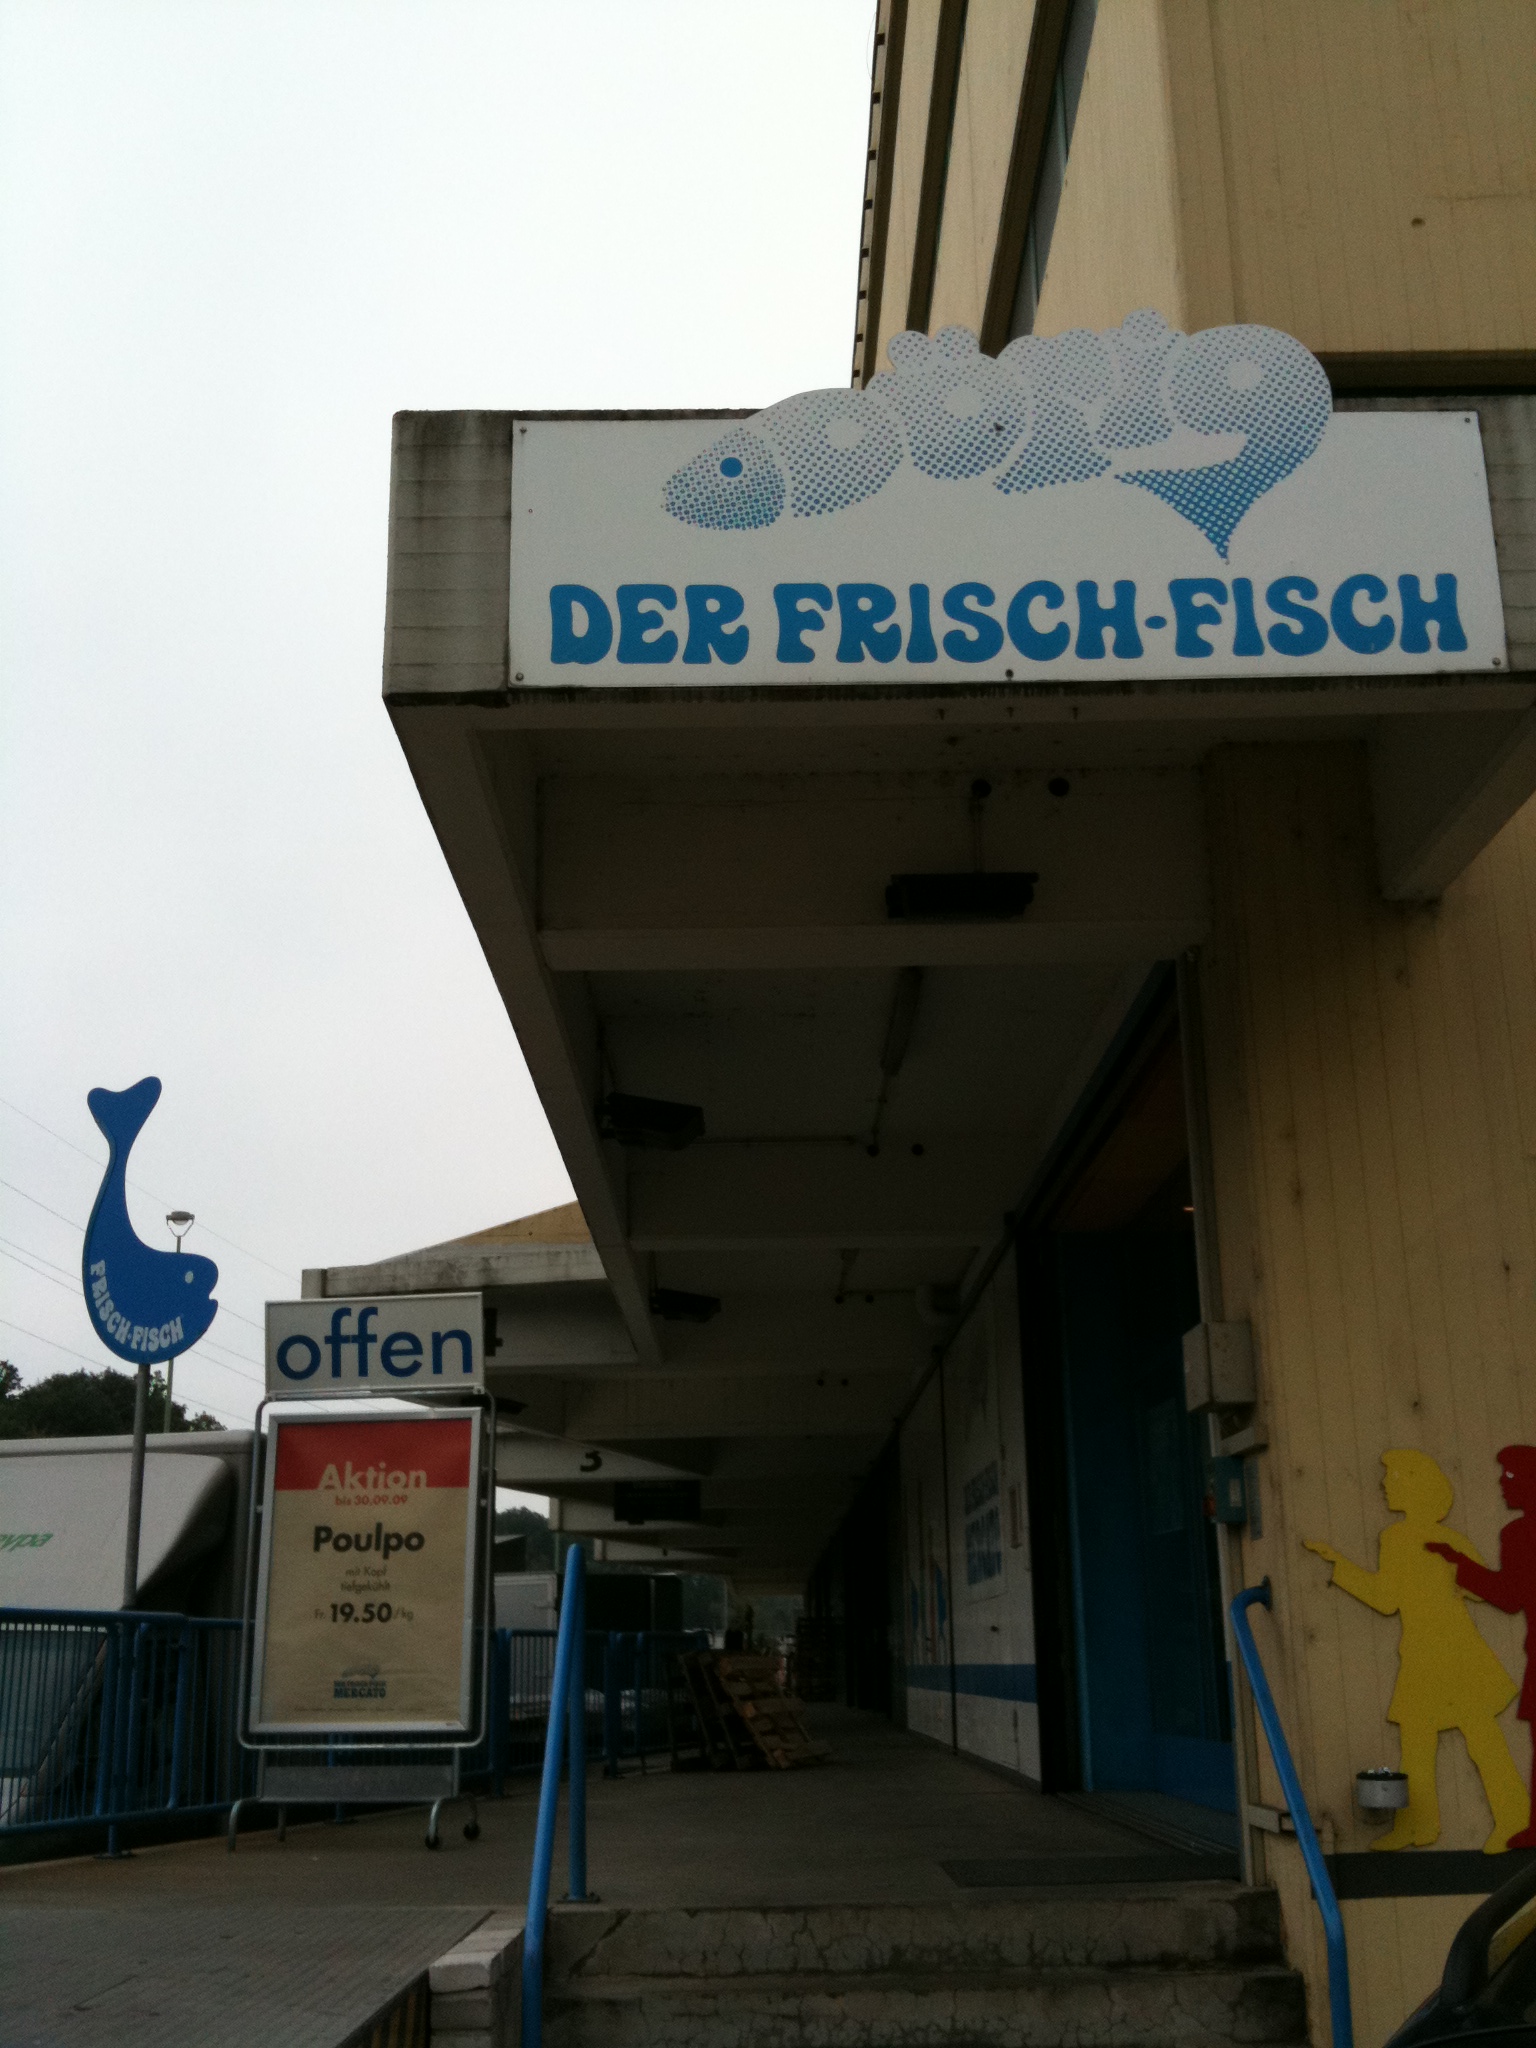 DER FRISCH-FISCH
FRISCH-FISCH
offen
Aktion
bis 30.09.09
Poulpo
mit Kopf
tiefgekühlt
Fr. 19.50/kg
MERCATO
3